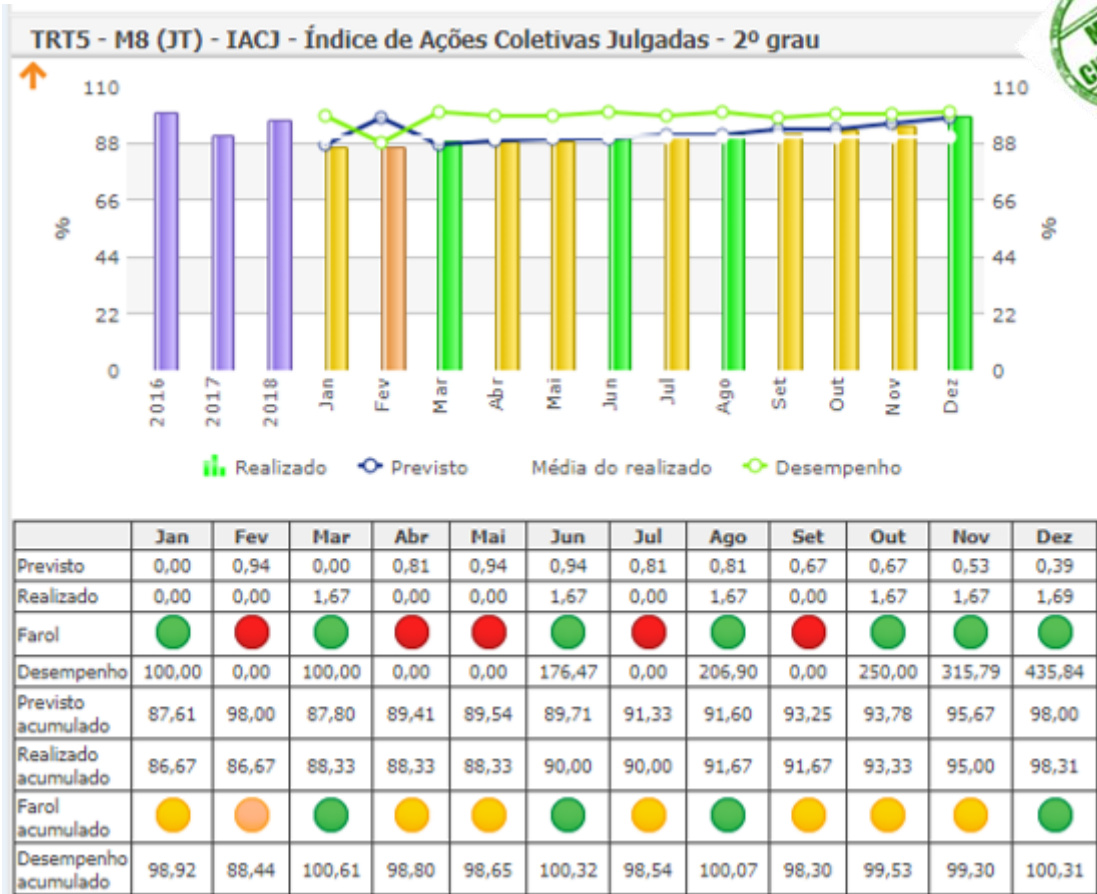 TRT5 - M8 (JT) - IACJ - Índice de Ações Coletivas Julgadas - 2º grau
110 110
88 88
66 66
% %
44 44
22 22
0 0
2016 2017 2018 Jan Fev Mar Abr Mai Jun Jul Ago Set Out Nov Dez
Realizado Previsto Média do realizado Desempenho
Jan Fev Mar Abr Mai Jun Jul Ago Set Out Nov Dez
Previsto 0,00 0,94 0,00 0,81 0,94 0,94 0,81 0,81 0,67 0,67 0,53 0,39
Realizado 0,00 0,00 1,67 0,00 0,00 1,67 0,00 1,67 0,00 1,67 1,67 1,69
Farol
Desempenho 100,00 0,00 100,00 0,00 0,00 176,47 0,00 206,90 0,00 250,00 315,79 435,84
Previsto
acumulado 87,61 98,00 87,80 89,41 89,54 89,71 91,33 91,60 93,25 93,78 95,67 98,00
Realizado
acumulado 86,67 86,67 88,33 88,33 88,33 90,00 90,00 91,67 91,67 93,33 95,00 98,31
Farol
acumulado
Desempenho
acumulado 98,92 88,44 100,61 98,80 98,65 100,32 98,54 100,07 98,30 99,53 99,30 100,31